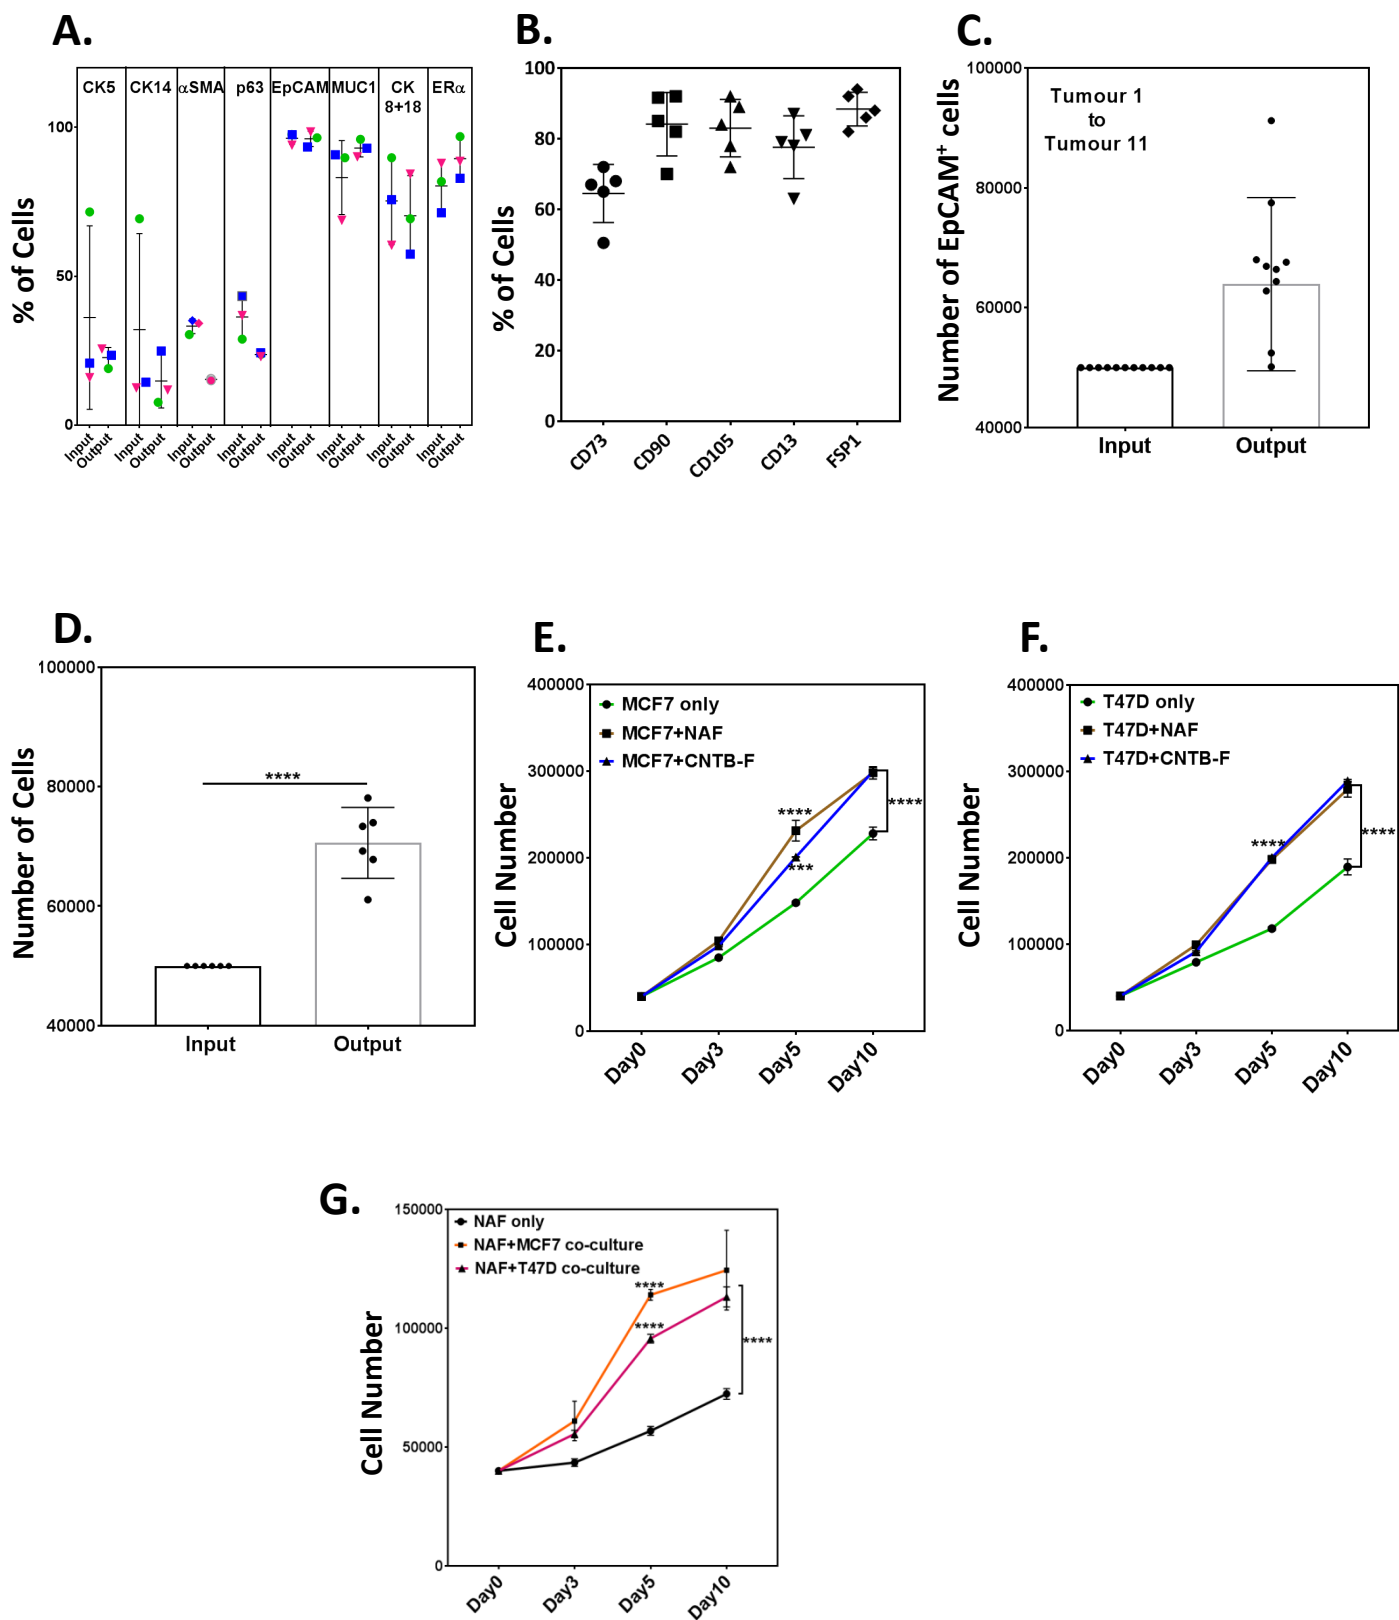 A.
CK5 CK14 αSMA p63 EpCAM MUC1 CK 8+18 ERα
% of Cells
100
50
0
Input Output Input Output Input Output Input Output Input Output Input Output Input Output Input Output
B.
% of Cells
100
80
60
40
20
0
CD73 CD90 CD105 CD13 FSP1
C.
Number of EpCAM+ cells
100000
80000
60000
40000
Tumour 1
to
Tumour 11
Input Output
D.
Number of Cells
100000
80000
60000
40000
****
Input Output
E.
Cell Number
400000
300000
200000
100000
0
MCF7 only
MCF7+NAF
MCF7+CNTB-F
****
***
****
Day0 Day3 Day5 Day10
F.
Cell Number
400000
300000
200000
100000
0
T47D only
T47D+NAF
T47D+CNTB-F
****
****
Day0 Day3 Day5 Day10
G.
Cell Number
150000
100000
50000
0
NAF only
NAF+MCF7 co-culture
NAF+T47D co-culture
****
****
****
Day0 Day3 Day5 Day10